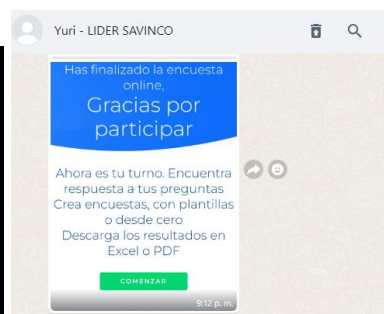 Yuri - LIDER SAVINCO
Has finalizado la encuesta
online,
Gracias por
participar
Ahora es tu turno. Encuentra
respuesta a tus preguntas
Crea encuestas, con plantillas
o desde cero
Descarga los resultados en
Excel o PDF
COMENZAR
9:12 p. m.